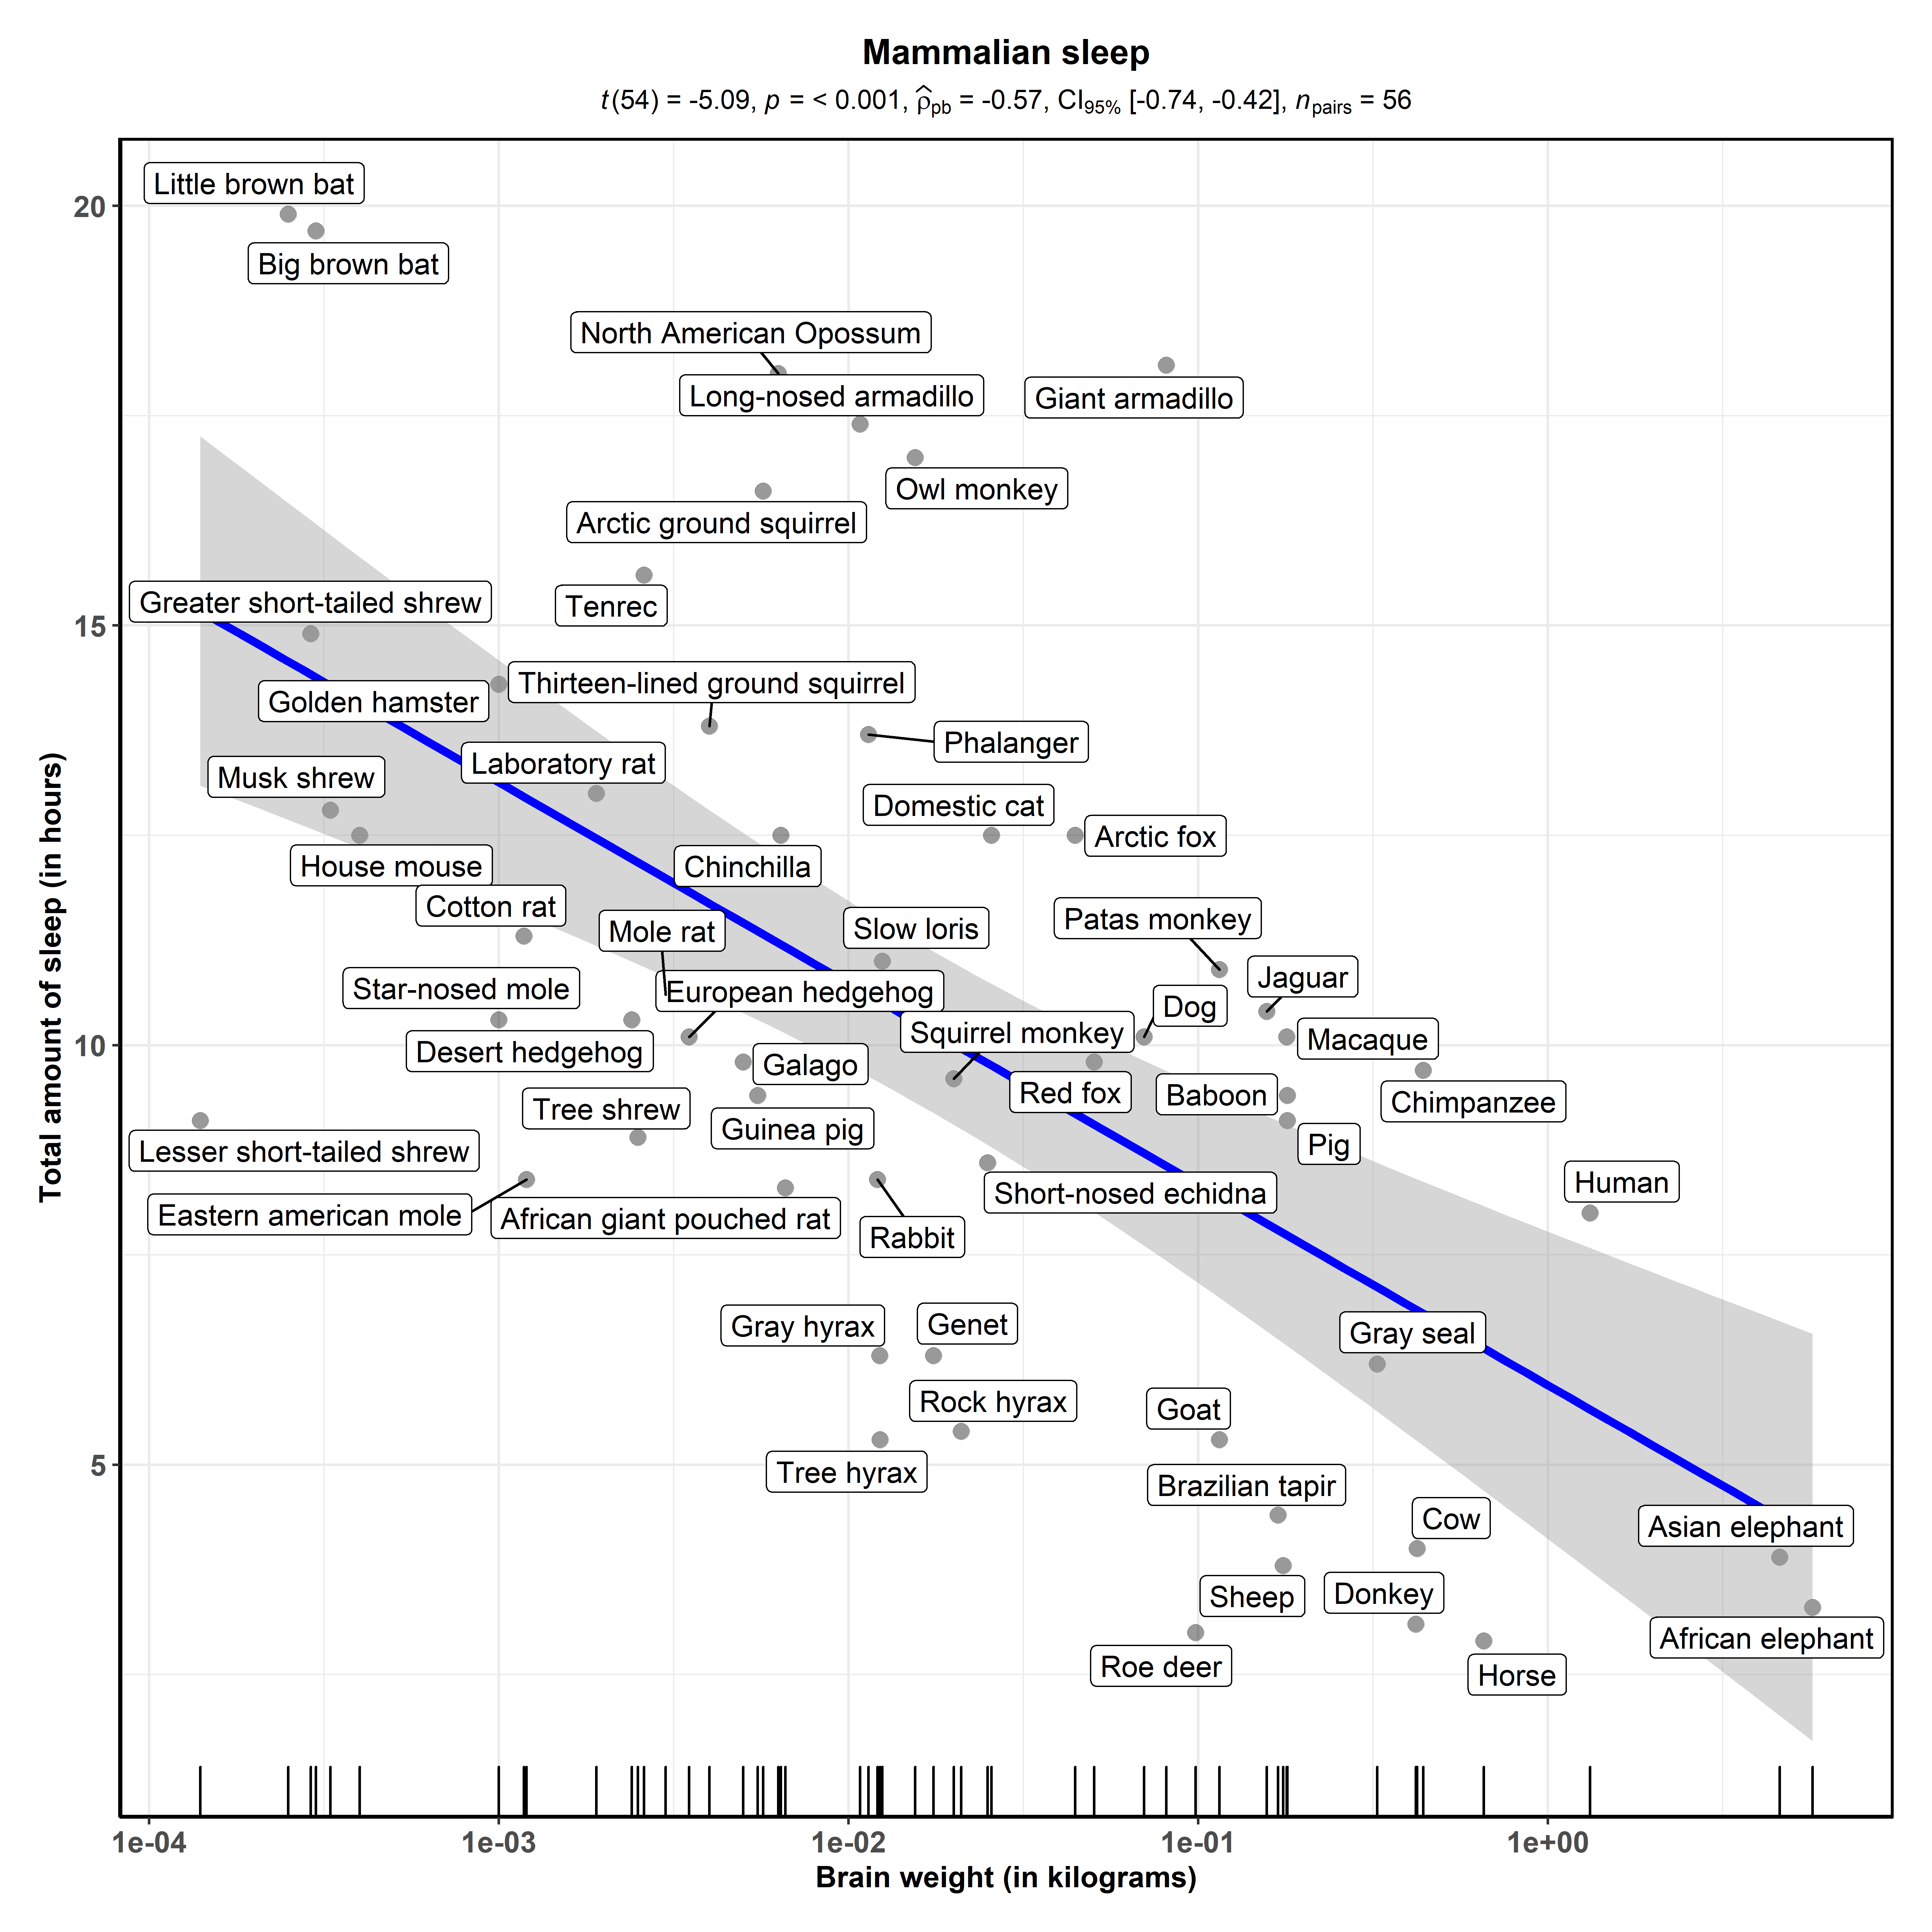 Mammalian sleep
t(54) = -5.09, p = < 0.001, ρ̂pb = -0.57, CI95% [-0.74, -0.42], npairs = 56
Little brown bat
20
Big brown bat
North American Opossum
Long-nosed armadillo
Giant armadillo
Owl monkey
Arctic ground squirrel
Greater short-tailed shrew
Tenrec
15
Thirteen-lined ground squirrel
Golden hamster
Phalanger
Laboratory rat
Musk shrew
Domestic cat
Arctic fox
House mouse
Chinchilla
Cotton rat
Patas monkey
Slow loris
Mole rat
Jaguar
Star-nosed mole
European hedgehog
Dog
Squirrel monkey
Macaque
10
Desert hedgehog
Galago
Red fox
Baboon
Chimpanzee
Tree shrew
Guinea pig
Pig
Lesser short-tailed shrew
Human
Short-nosed echidna
Eastern american mole
African giant pouched rat
Rabbit
Gray hyrax
Genet
Gray seal
Rock hyrax
Goat
5
Tree hyrax
Brazilian tapir
Cow
Asian elephant
Donkey
Sheep
African elephant
Roe deer
Horse
Total amount of sleep (in hours)
1e-04 1e-03 1e-02 1e-01 1e+00
Brain weight (in kilograms)